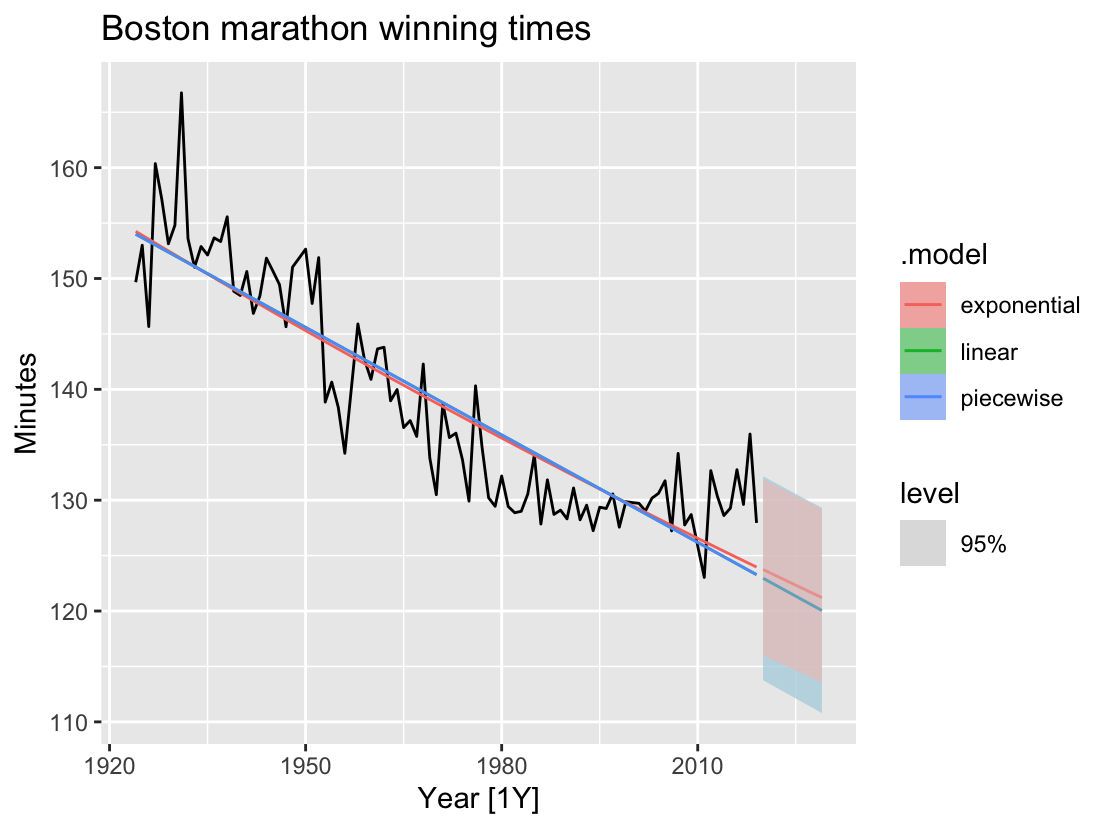 Boston marathon winning times
Minutes
160
150
140
130
120
110
1920
1950
1980
2010
Year [1Y]
.model
exponential
linear
piecewise
level
95%